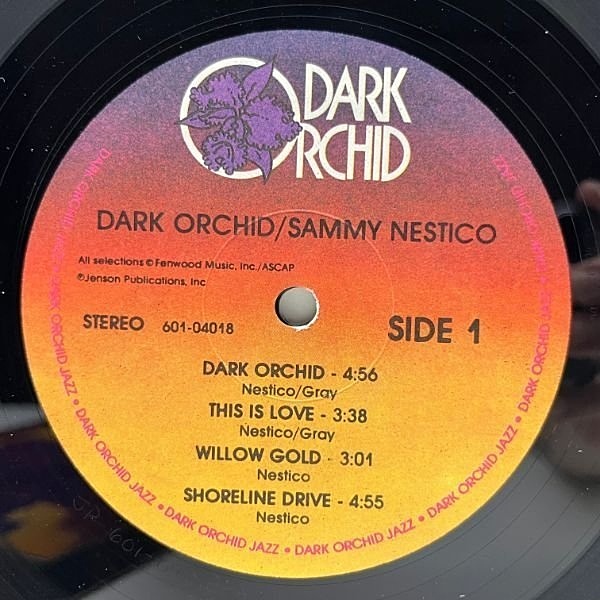 DARK
ORCHID
DARK ORCHID/SAMMY NESTICO
All selections © Fenwood Music, Inc./ASCAP
℗Jenson Publications, Inc
STEREO 601-04018
SIDE 1
DARK ORCHID - 4:56
Nestico/Gray
THIS IS LOVE - 3:38
Nestico/Gray
WILLOW GOLD - 3:01
Nestico
SHORELINE DRIVE - 4:55
Nestico
DARK ORCHID JAZZ • DARK ORCHID JAZZ • DARK ORCHID JAZZ • DARK ORCHID JAZZ • DARK ORCHID JAZZ • DARK ORCHID JAZZ